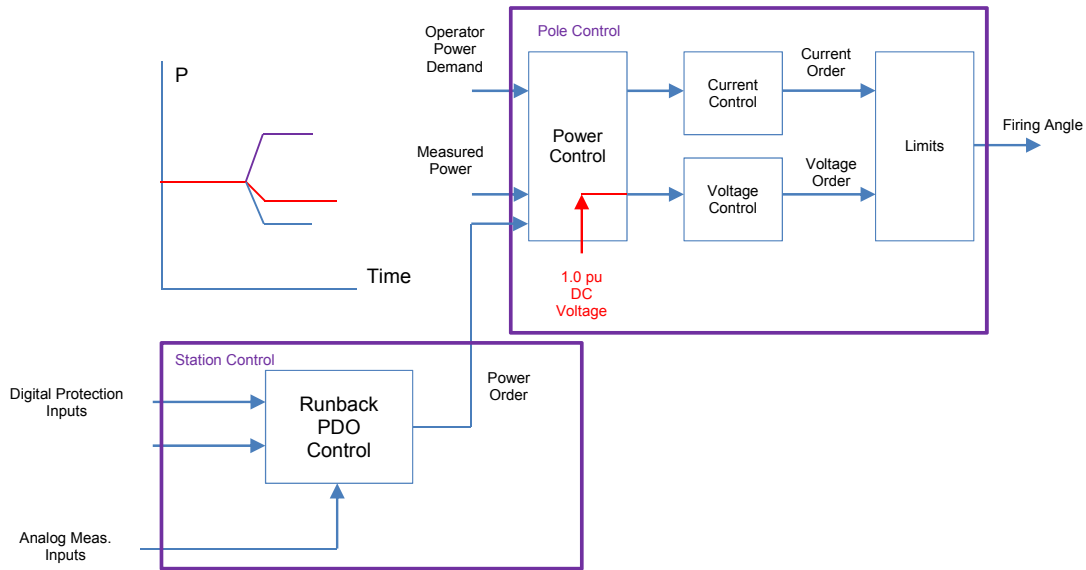 P
Time
Operator
Power
Demand
Measured
Power
Pole Control
Power
Control
1.0 pu
DC
Voltage
Current
Control
Voltage
Control
Current
Order
Voltage
Order
Limits
Firing Angle
Station Control
Digital Protection
Inputs
Analog Meas.
Inputs
Runback
PDO
Control
Power
Order